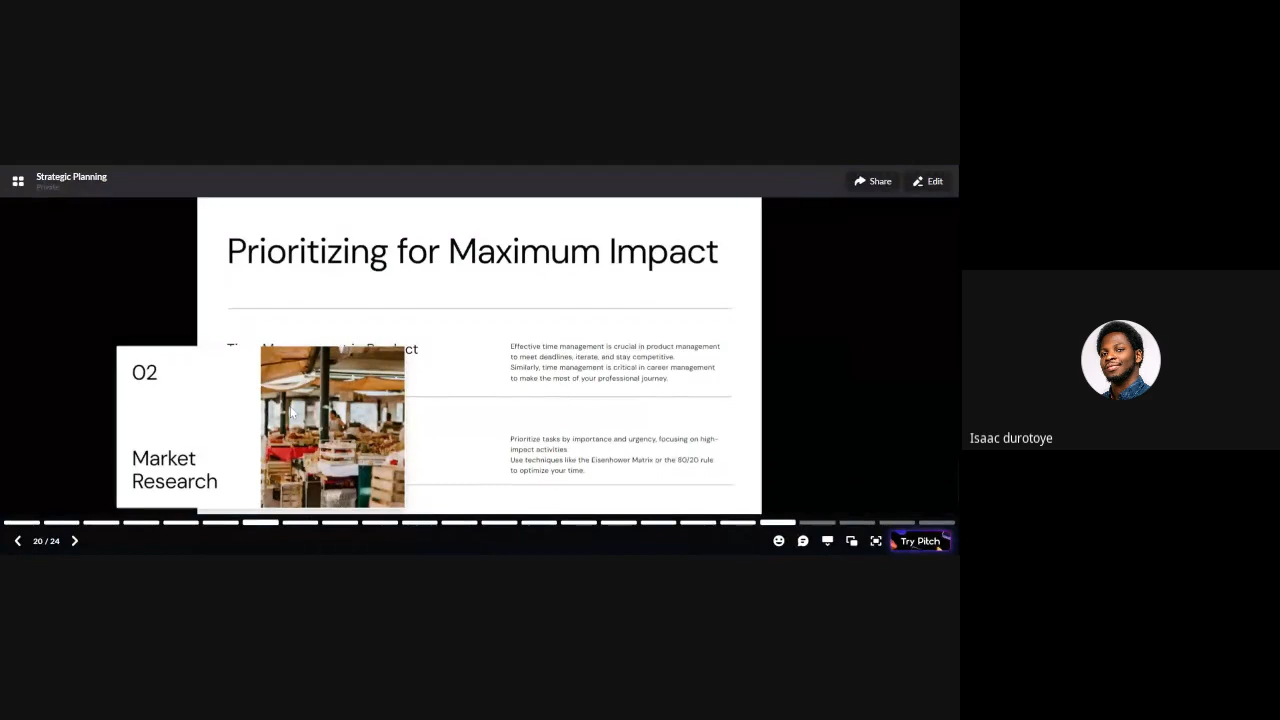 Strategic Planning
Private
Share
Edit
Prioritizing for Maximum Impact
Effective time management is crucial in product management
to meet deadlines, iterate, and stay competitive.
Similarly, time management is critical in career management
to make the most of your professional journey.
02
Market
Research
Prioritize tasks by importance and urgency, focusing on high-
impact activities
Use techniques like the Eisenhower Matrix or the 80/20 rule
to optimize your time.
20 / 24
Try Pitch
Isaac durotoye